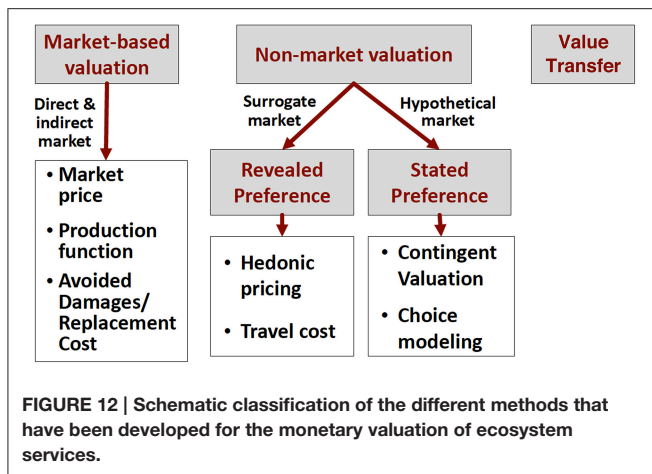 Market-based
valuation
Non-market valuation
Value
Transfer
Direct &
indirect market
Surrogate
market
Hypothetical
market
• Market
price
• Production
function
• Avoided
Damages/
Replacement
Cost
Revealed
Preference
Stated
Preference
• Hedonic
pricing
• Travel cost
• Contingent
Valuation
• Choice
modeling
FIGURE 12 | Schematic classification of the different methods that
have been developed for the monetary valuation of ecosystem
services.